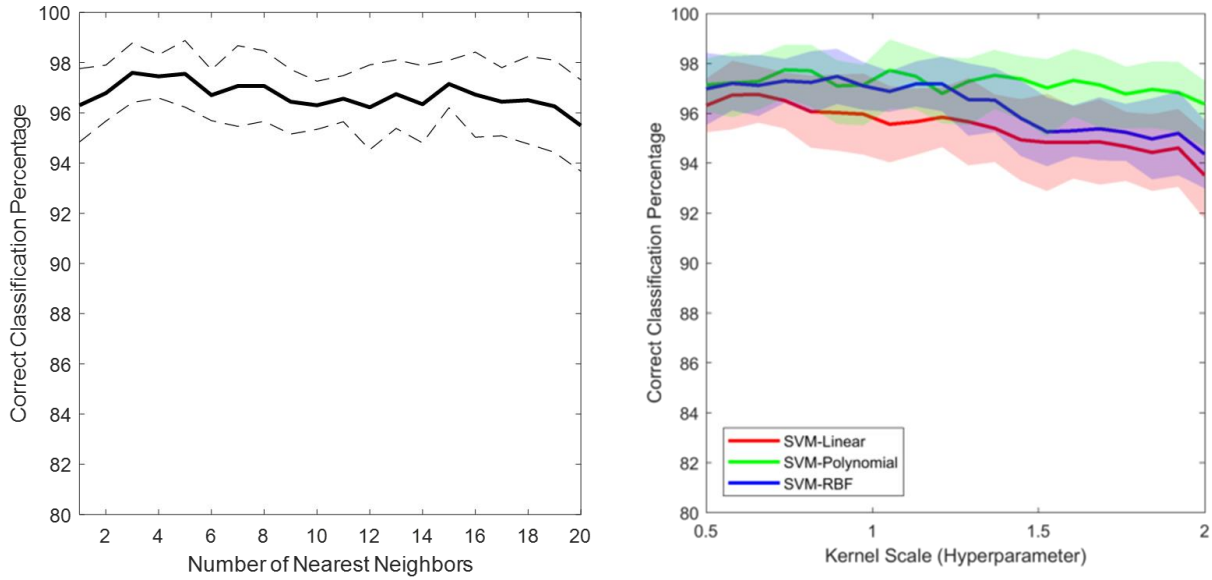 100
98
96
94
92
90
88
96
84
82
80
2 4 6 8 10 12 14 16 18 20
Number of Nearest Neighbors
Correct Classification Percentage
100
98
96
94
92
90
88
86
84
82
80
0.5 1 1.5 2
Kernel Scale (Hyperparameter)
Correct Classification Percentage
SVM-Linear
SVM-Polynomial
SVM-RBF